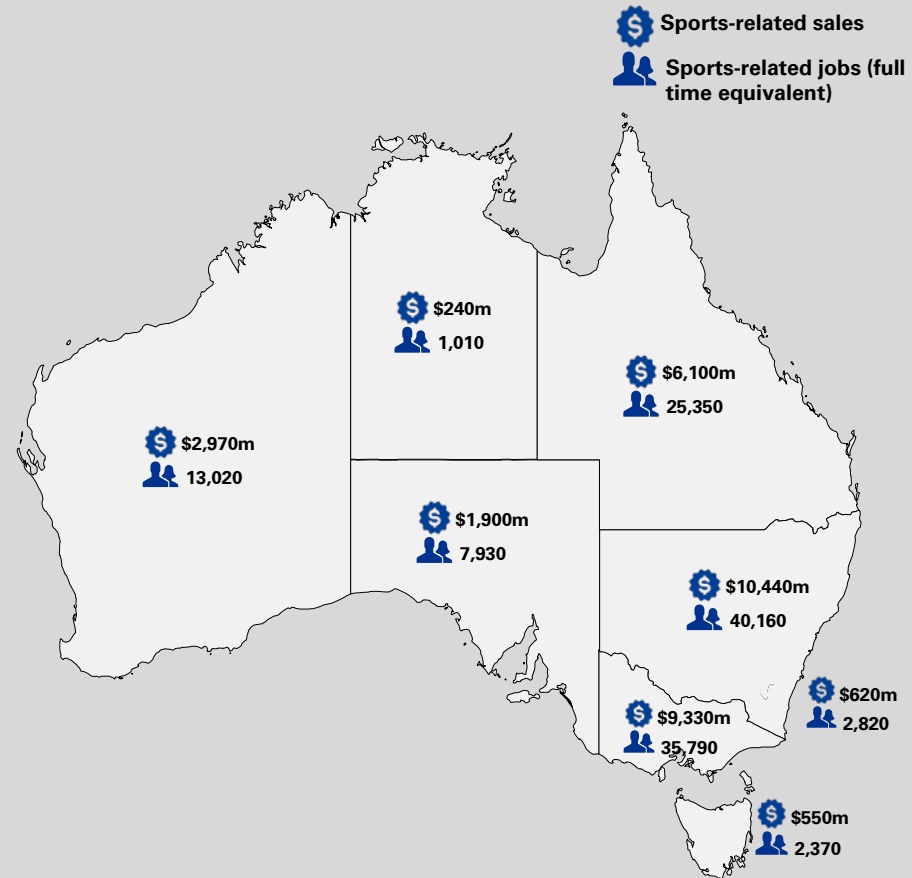 Sports-related sales
Sports-related jobs (full
time equivalent)
$240m
1,010
$6,100m
25,350
$2,970m
13,020
$1,900m
7,930
$10,440m
40,160
$620m
2,820
$9,330m
35,790
$550m
2,370